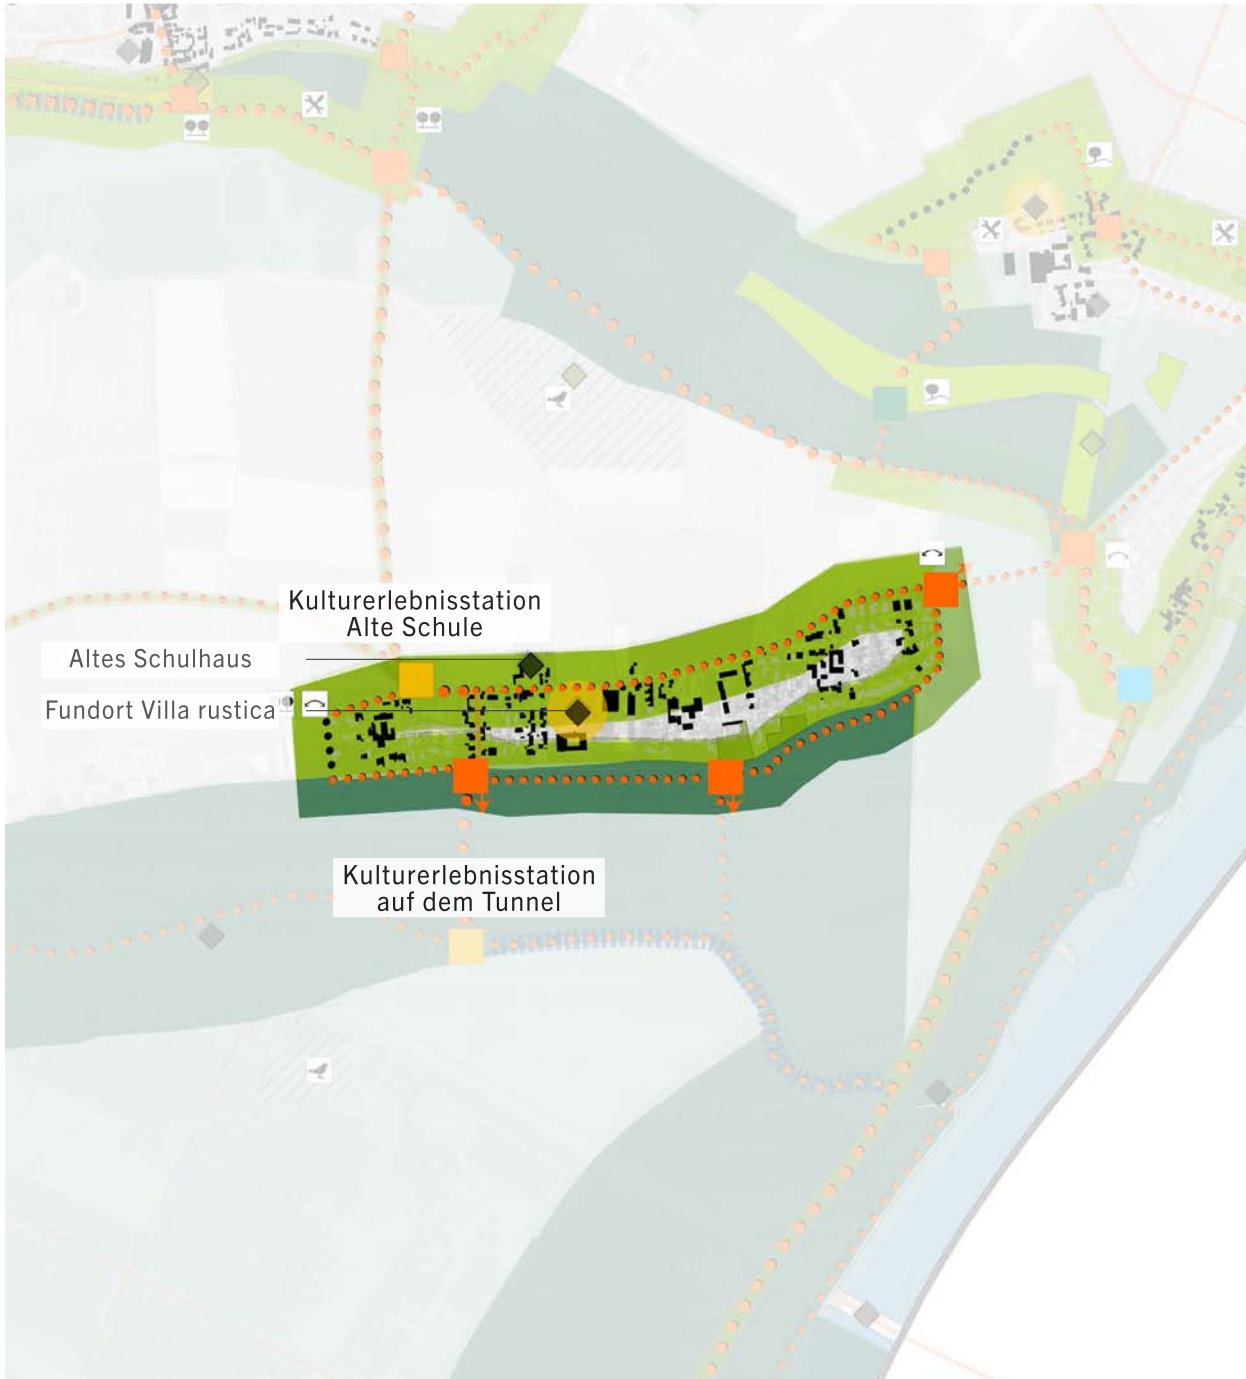 Kulturerlebnisstation
Alte Schule
Altes Schulhaus
Fundort Villa rustica
Kulturerlebnisstation
auf dem Tunnel